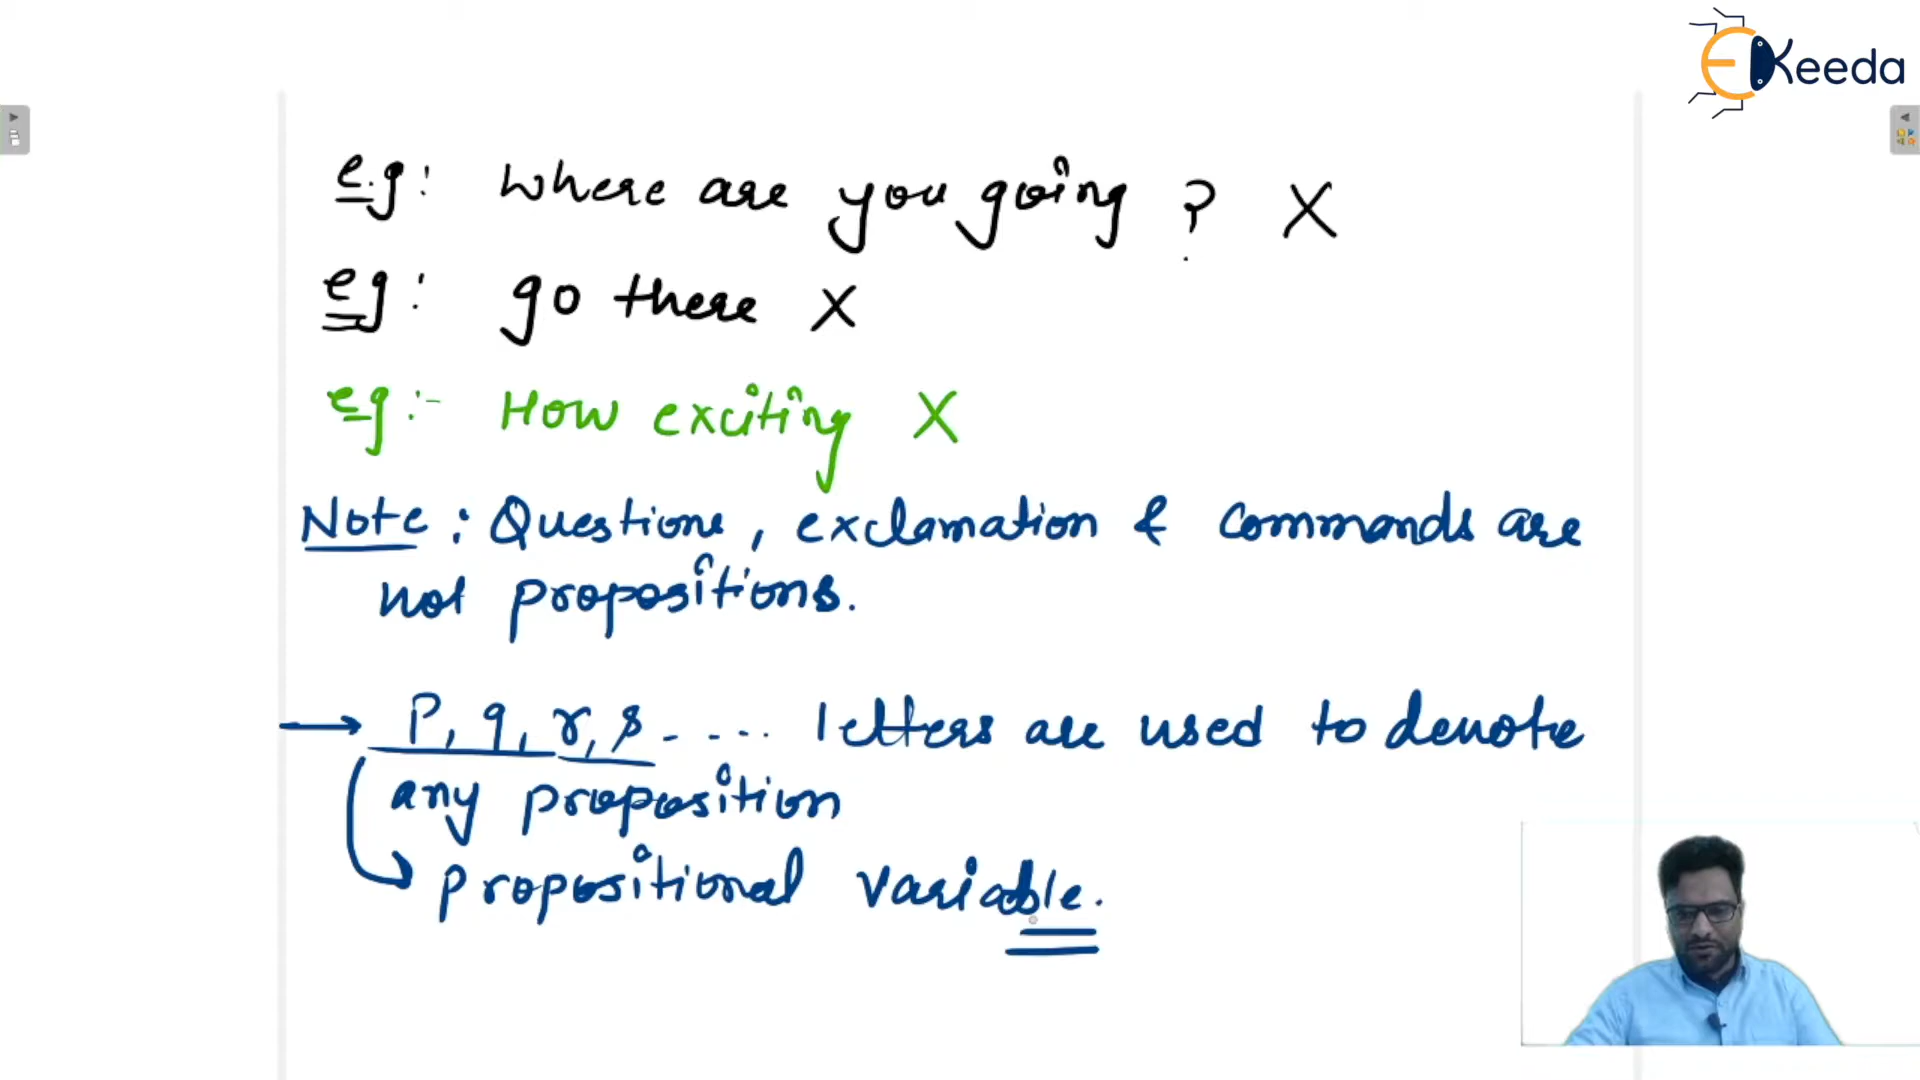 EKeeda
e.g: Where are you going ? X
eg: go there X
eg:- How exciting X
Note: Questions, exclamation & commands are
not propositions.
→ P, q, r, s - .... letters are used to denote
any proposition
propositional variable.